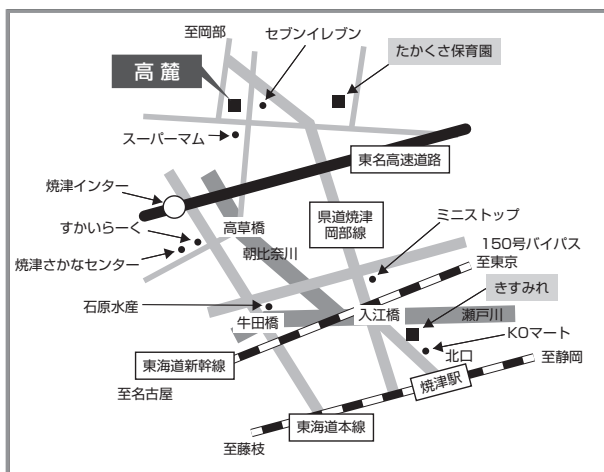 至岡部
セブンイレブン
たかくさ保育園
高麓
スーパーマム
東名高速道路
焼津インター
すかいらーく
高草橋
県道焼津
岡部線
ミニストップ
焼津さかなセンター
朝比奈川
150号バイパス
至東京
きすみれ
石原水産
牛田橋
入江橋
瀬戸川
KOマート
北口
至静岡
東海道新幹線
至名古屋
焼津駅
東海道本線
至藤枝